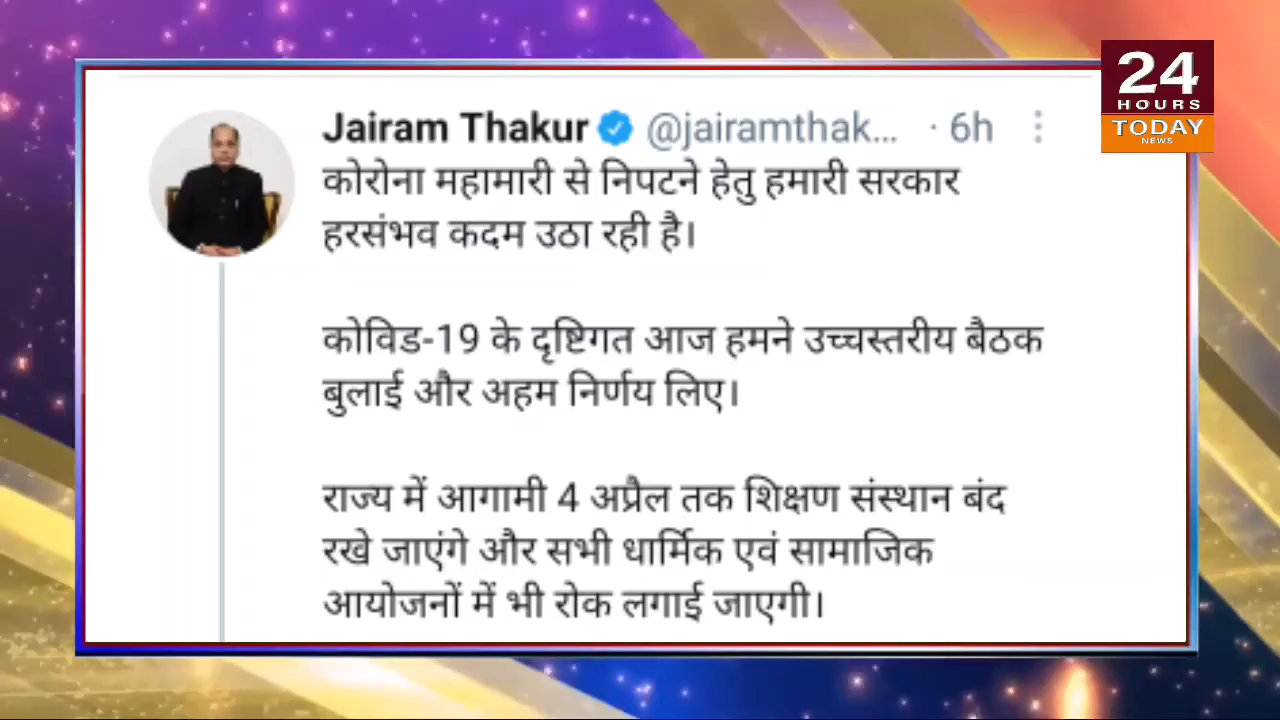 24
HOURS
TODAY
NEWS
Jairam Thakur @jairamthak... · 6h
कोरोना महामारी से निपटने हेतु हमारी सरकार
हरसंभव कदम उठा रही है।
कोविड-19 के दृष्टिगत आज हमने उच्चस्तरीय बैठक
बुलाई और अहम निर्णय लिए।
राज्य में आगामी 4 अप्रैल तक शिक्षण संस्थान बंद
रखे जाएंगे और सभी धार्मिक एवं सामाजिक
आयोजनों में भी रोक लगाई जाएगी।